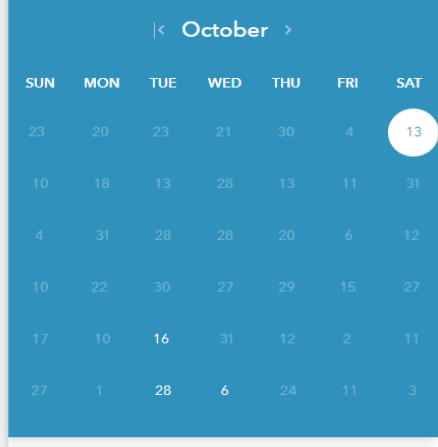 < October >
SUN MON TUE WED THU FRI SAT
23 20 23 21 30 4 13
10 18 13 28 13 11 31
4 31 28 28 20 6 12
10 22 30 27 29 15 27
17 10 16 31 12 2 11
27 1 28 6 24 11 3